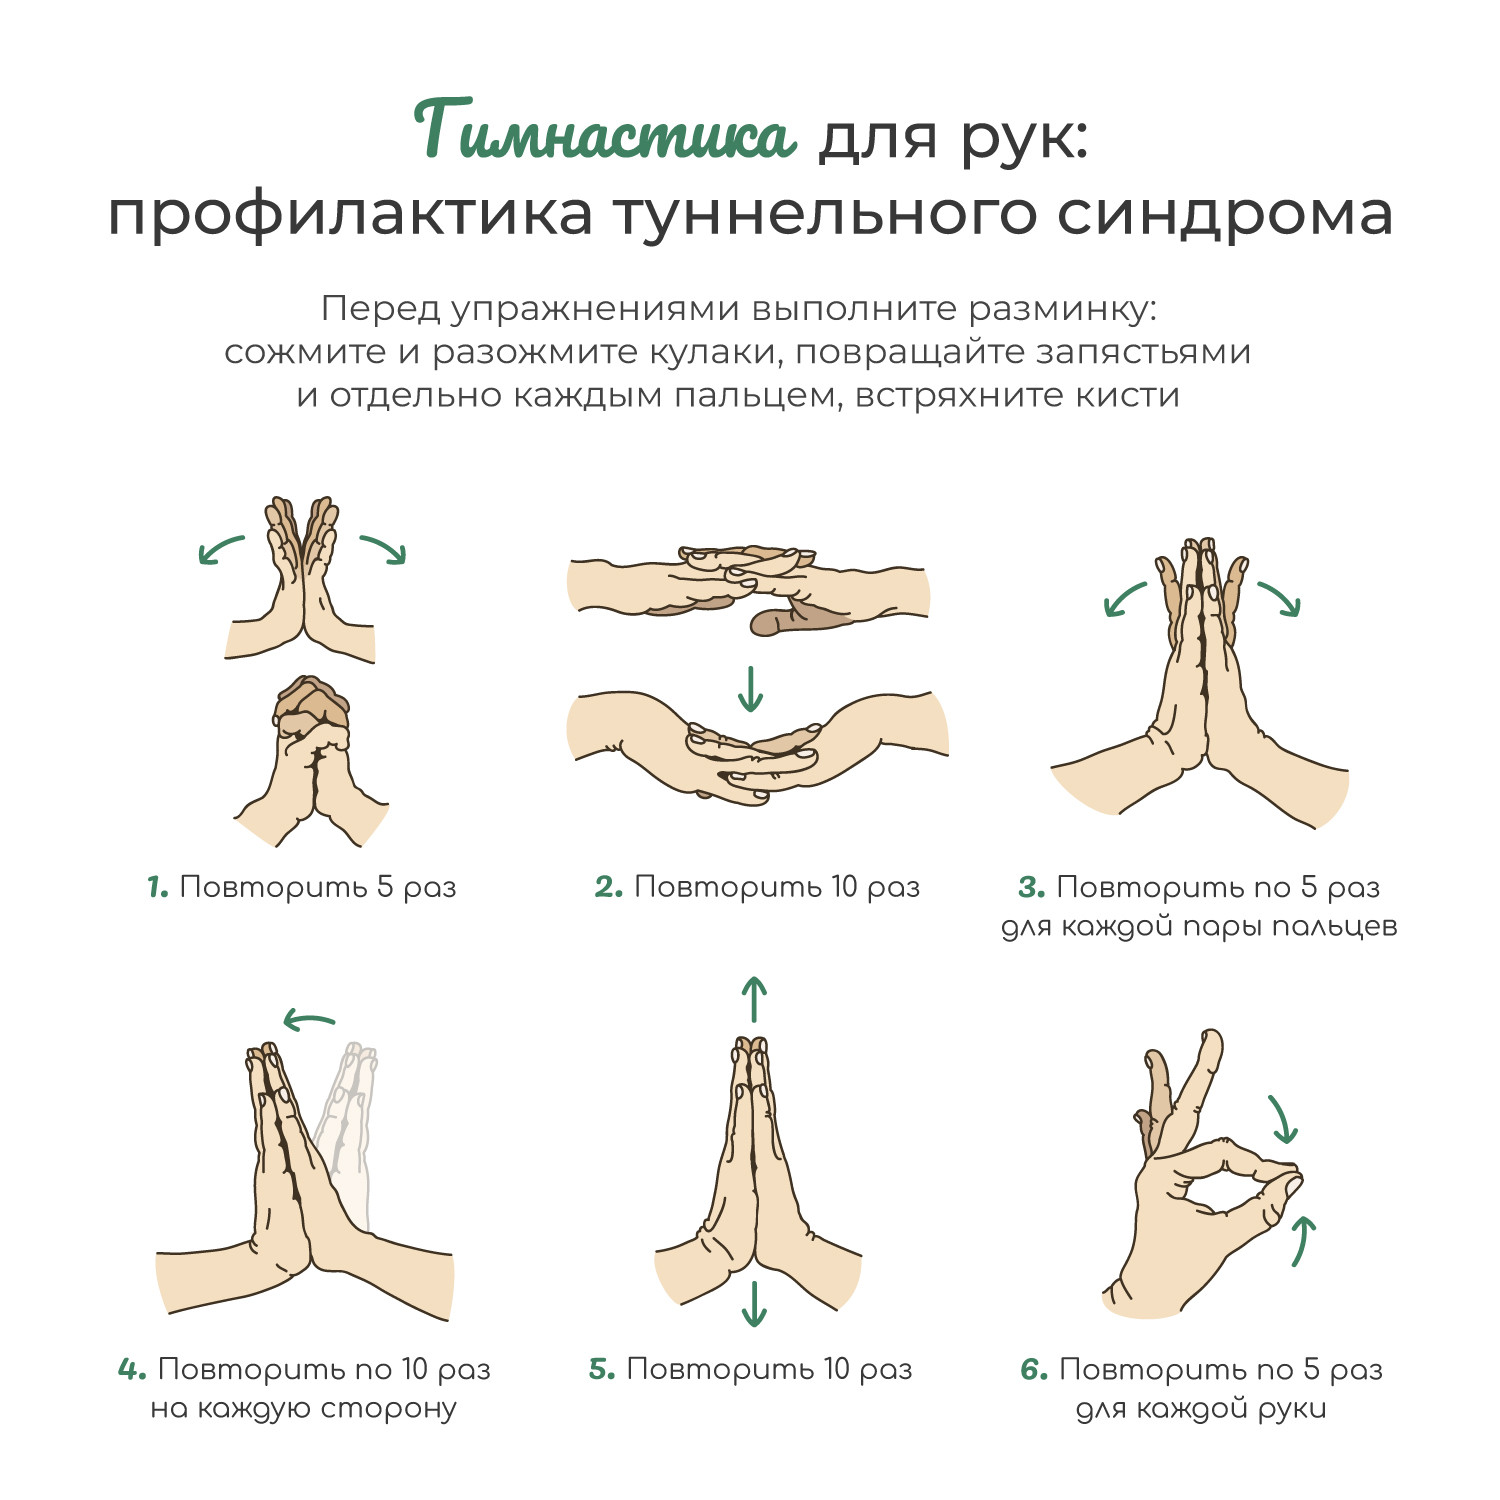 Гимнастика для рук:
профилактика туннельного синдрома
Перед упражнениями выполните разминку:
сожмите и разожмите кулаки, повращайте запястьями
и отдельно каждым пальцем, встряхните кисти
1. Повторить 5 раз
2. Повторить 10 раз
3. Повторить по 5 раз
для каждой пары пальцев
4. Повторить по 10 раз
на каждую сторону
5. Повторить 10 раз
6. Повторить по 5 раз
для каждой руки